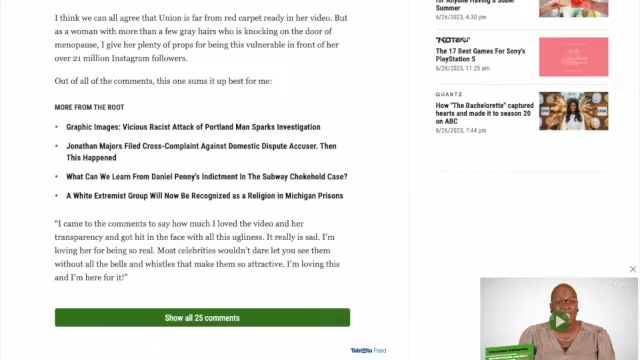 I think we can all agree that Union is far from red carpet ready in her video. But
as a woman with more than a few gray hairs who is knocking on the door of
menopause, I give her plenty of props for being this vulnerable in front of her
over 21 million Instagram followers.
Out of all of the comments, this one sums it up best for me:
MORE FROM THE ROOT
• Graphic Images: Vicious Racist Attack of Portland Man Sparks Investigation
• Jonathan Majors Filed Cross-Complaint Against Domestic Dispute Accuser. Then
This Happened
• What Can We Learn From Daniel Penny's Indictment In The Subway Chokehold Case?
• A White Extremist Group Will Now Be Recognized as a Religion in Michigan Prisons
“I came to the comments to say how much I loved the video and her
transparency and got hit in the face with all this ugliness. It really is sad. I'm
loving her for being so real. Most celebrities wouldn't dare let you see them
without all the bells and whistles that make them so attractive. I'm loving this
and I'm here for it!”
Show all 25 comments
Taboola Feed
for Anyone Having a Sober
Summer
6/26/2023, 4:30 pm
KOTAKU
The 17 Best Games For Sony's
PlayStation 5
6/28/2023, 11:25 am
QUARTZ
How "The Bachelorette" captured
hearts and made it to season 20
on ABC
6/26/2023, 7:44 pm